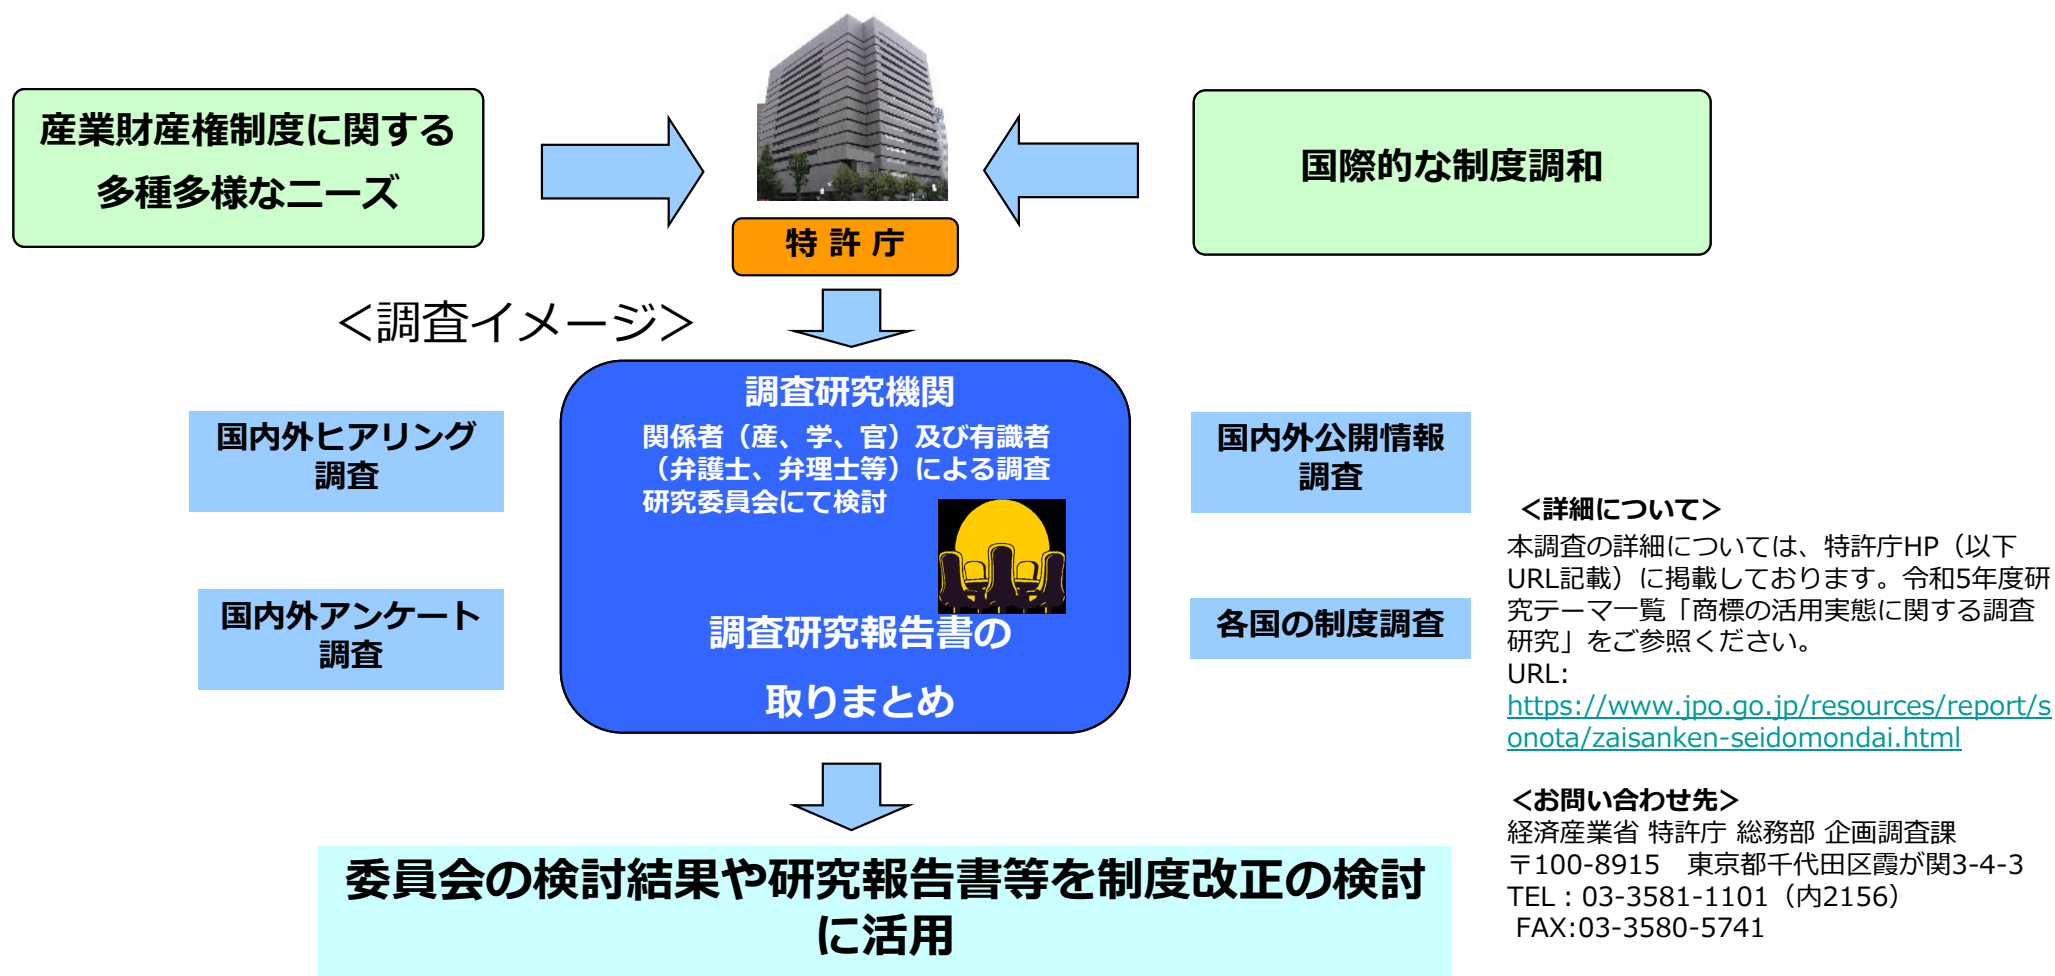 産業財産権制度に関する
多種多様なニーズ
国際的な制度調和
特 許 庁
＜調査イメージ＞
調査研究機関
関係者（産、学、官）及び有識者
（弁護士、弁理士等）による調査
研究委員会にて検討
調査研究報告書の
取りまとめ
国内外ヒアリング
調査
国内外アンケート
調査
国内外公開情報
調査
各国の制度調査
＜詳細について＞
本調査の詳細については、特許庁HP（以下
URL記載）に掲載しております。令和5年度研
究テーマ一覧「商標の活用実態に関する調査
研究」をご参照ください。
URL:
https://www.jpo.go.jp/resources/report/s
onota/zaisanken-seidomondai.html
＜お問い合わせ先＞
経済産業省 特許庁 総務部 企画調査課
〒100-8915　東京都千代田区霞が関3-4-3
TEL：03-3581-1101（内2156）
FAX:03-3580-5741
委員会の検討結果や研究報告書等を制度改正の検討
に活用